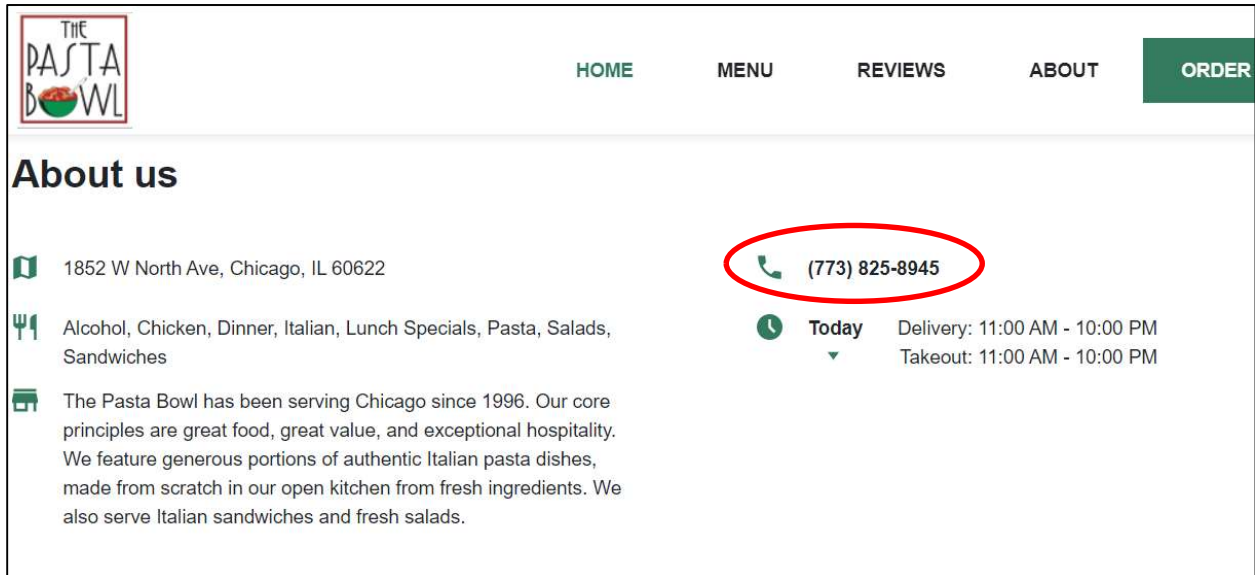 THE
PASTA
BOWL
HOME MENU REVIEWS ABOUT ORDER
About us
1852 W North Ave, Chicago, IL 60622
Alcohol, Chicken, Dinner, Italian, Lunch Specials, Pasta, Salads,
Sandwiches
The Pasta Bowl has been serving Chicago since 1996. Our core
principles are great food, great value, and exceptional hospitality.
We feature generous portions of authentic Italian pasta dishes,
made from scratch in our open kitchen from fresh ingredients. We
also serve Italian sandwiches and fresh salads.
(773) 825-8945
Today Delivery: 11:00 AM - 10:00 PM
Takeout: 11:00 AM - 10:00 PM